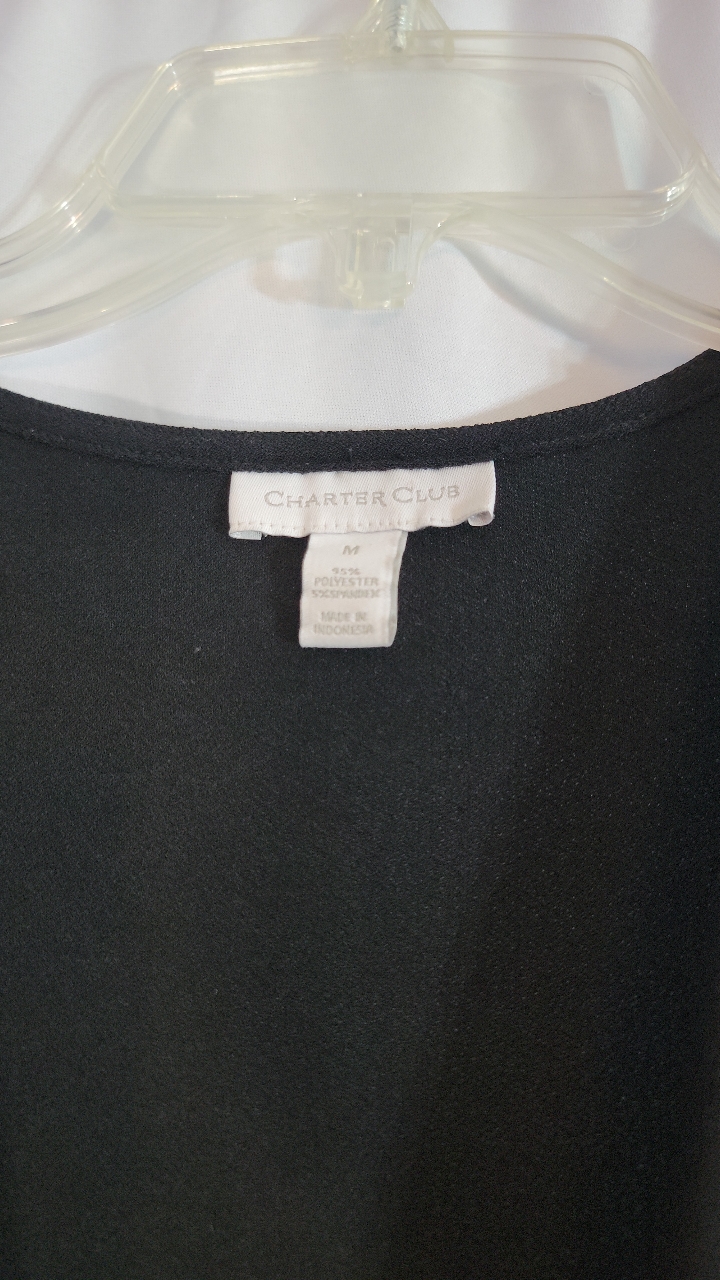 CHARTER CLUB
M
95%
POLYESTER
5% SPANDEX
MADE IN
INDONESIA